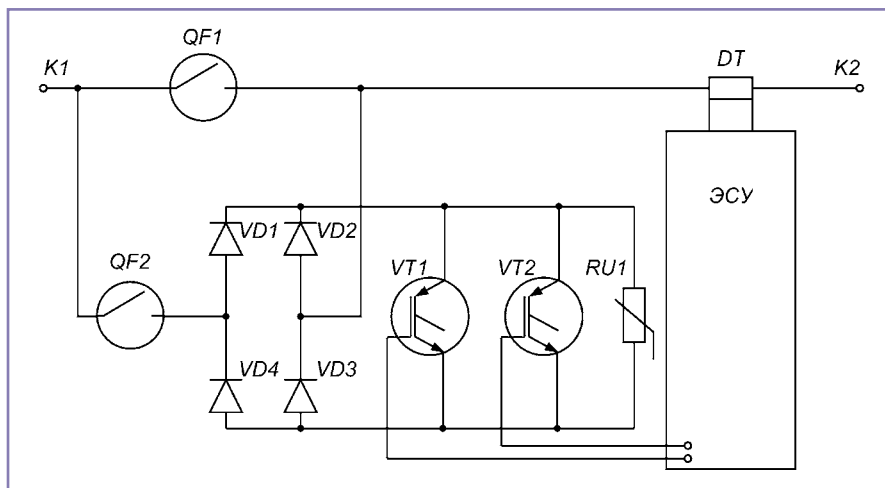 QF1
K1
DT
K2
ЭСУ
VD1
VD2
QF2
VT1
VT2
RU1
VD4
VD3